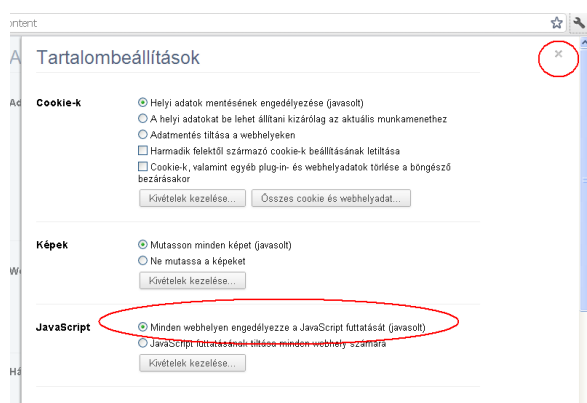 ontent
Tartalombeállítások
Cookie-k
Helyi adatok mentésének engedélyezése (javasolt)
A helyi adatokat be lehet állítani kizárólag az aktuális munkamenethez
Adatmentés tiltása a webhelyeken
Harmadik felektől származó cookie-k beállításának letiltása
Cookie-k, valamint egyéb plug-in- és webhelyadatok törlése a böngésző
bezárásakor
Kivételek kezelése... Összes cookie és webhelyadat...
Képek
Mutasson minden képet (javasolt)
Ne mutassa a képeket
Kivételek kezelése...
JavaScript
Minden webhelyen engedélyezze a JavaScript futtatását (javasolt)
JavaScript futtatásának tiltása minden webhely számára
Kivételek kezelése...